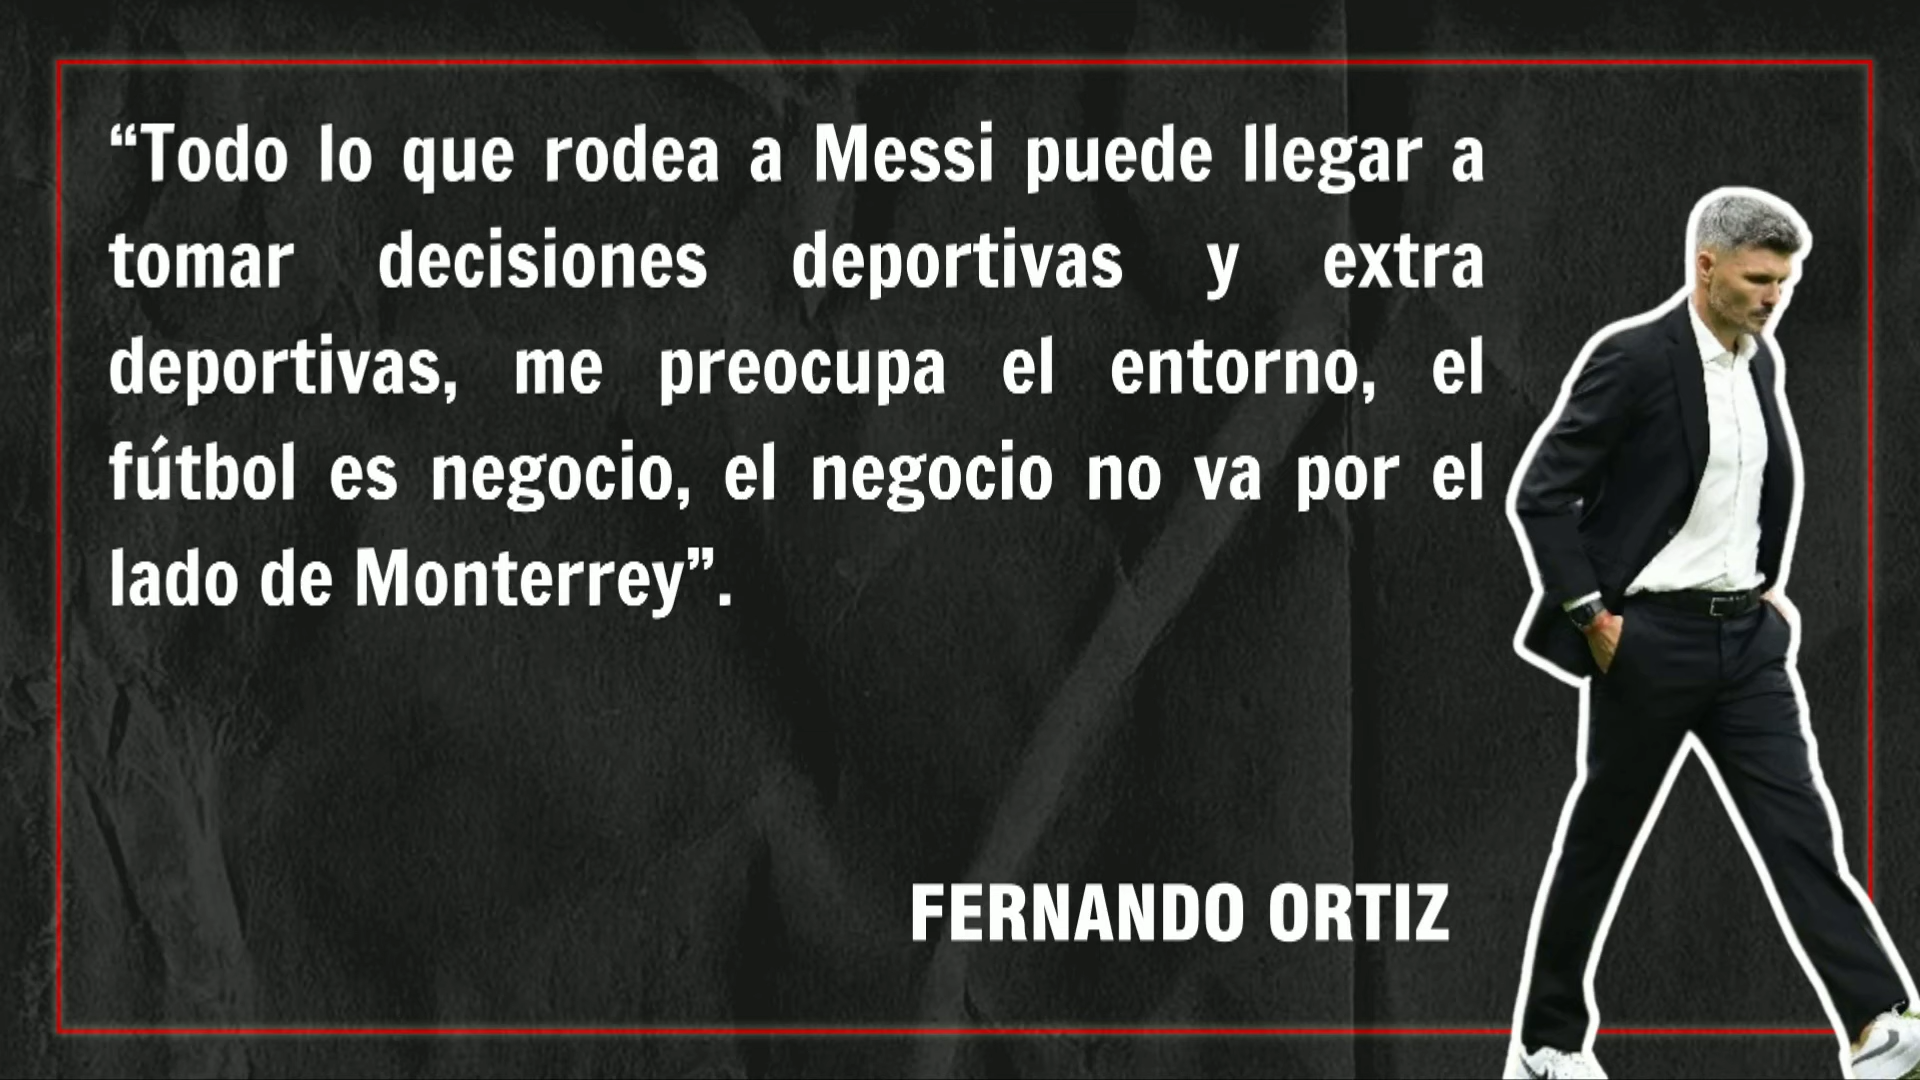 “Todo lo que rodea a Messi puede llegar a
tomar decisiones deportivas y extra
deportivas, me preocupa el entorno, el
fútbol es negocio, el negocio no va por el
lado de Monterrey”.
FERNANDO ORTIZ